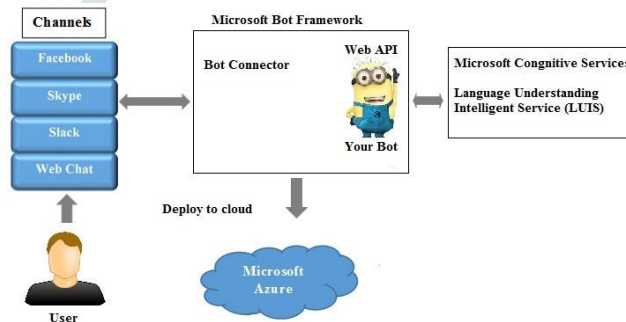 Channels
Facebook
Skype
Slack
Web Chat
User
Microsoft Bot Framework
Bot Connector
Web API
Your Bot
Microsoft Congnitive Services
Language Understanding
Intelligent Service (LUIS)
Deploy to cloud
Microsoft
Azure